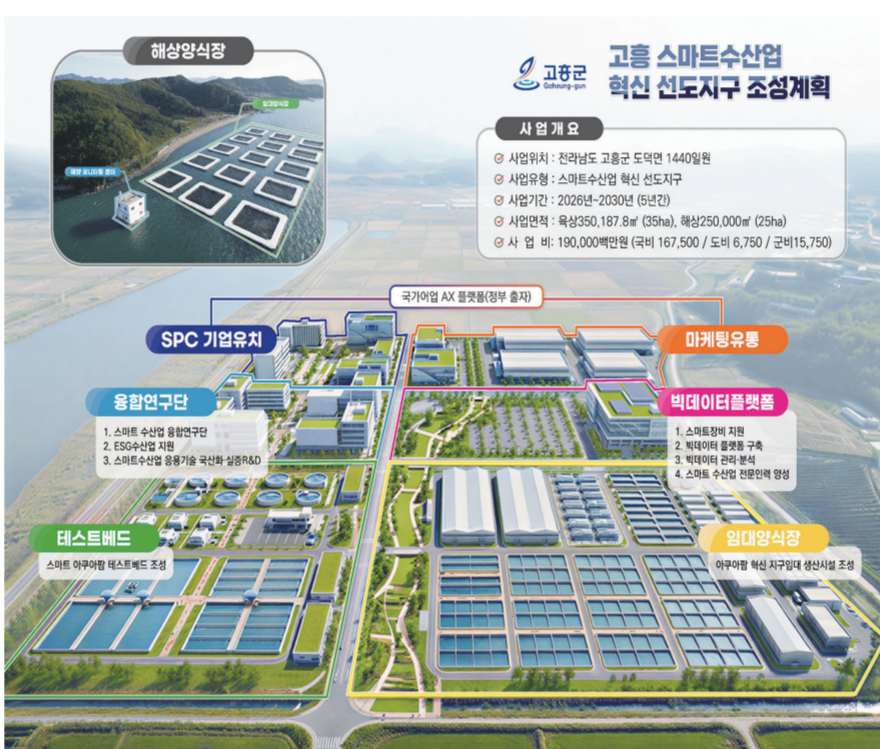 해상양식장
임대양식장
해양 모니터링 센터
고흥군
Goheung-gun
고흥 스마트수산업
혁신 선도지구 조성계획
사업개요
사업위치 : 전라남도 고흥군 도덕면 1440일원
사업유형 : 스마트수산업 혁신 선도지구
사업기간 : 2026년~2030년 (5년간)
사업면적 : 육상350,187.8㎡ (35ha), 해상250,000㎡ (25ha)
사 업 비: 190,000백만원 (국비 167,500 / 도비 6,750 / 군비15,750)
국가어업 AX 플랫폼(정부 출자)
SPC 기업유치
마케팅유통
융합연구단
1. 스마트 수산업 융합연구단
2. ESG수산업 지원
3. 스마트수산업 응용기술 국산화·실증R&D
빅데이터플랫폼
1. 스마트장비 지원
2. 빅데이터 플랫폼 구축
3. 빅데이터 관리·분석
4. 스마트 수산업 전문인력 양성
테스트베드
스마트 아쿠아팜 테스트베드 조성
임대양식장
아쿠아팜 혁신 지구임대 생산시설 조성